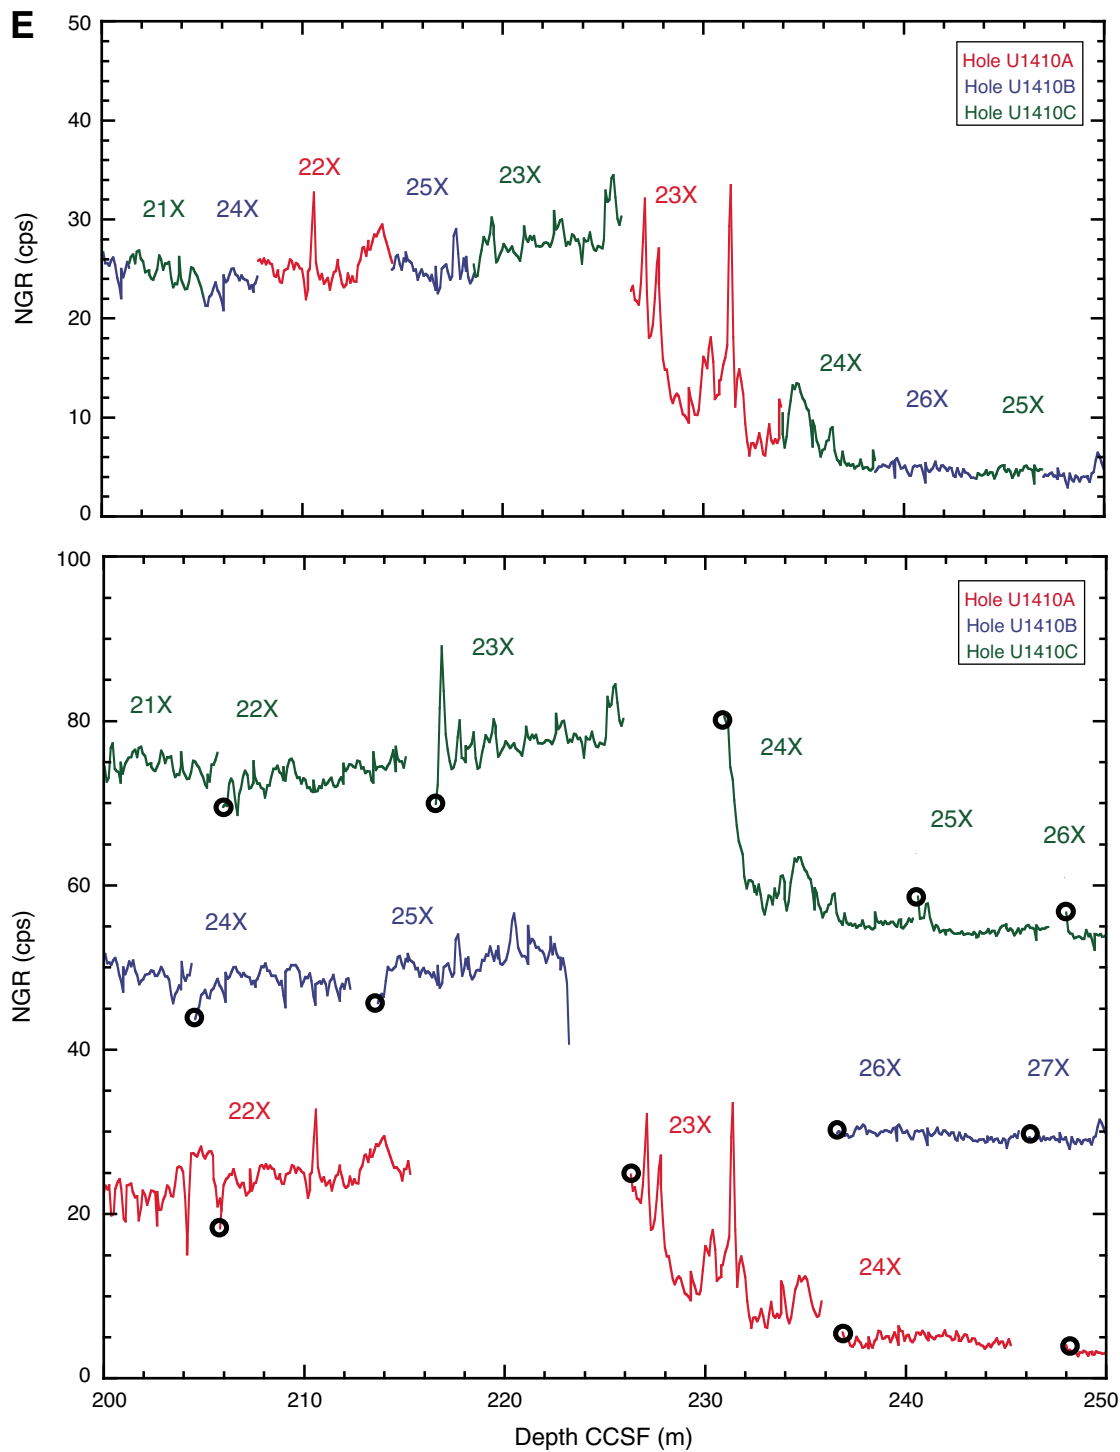 E
50
40
30
20
10
0
NGR (cps)
Hole U1410A
Hole U1410B
Hole U1410C
21X
24X
22X
25X
23X
23X
24X
26X
25X
100
80
60
40
20
0
NGR (cps)
Hole U1410A
Hole U1410B
Hole U1410C
21X
22X
23X
24X
25X
26X
24X
25X
26X
27X
22X
23X
24X
200
210
220
230
240
250
Depth CCSF (m)